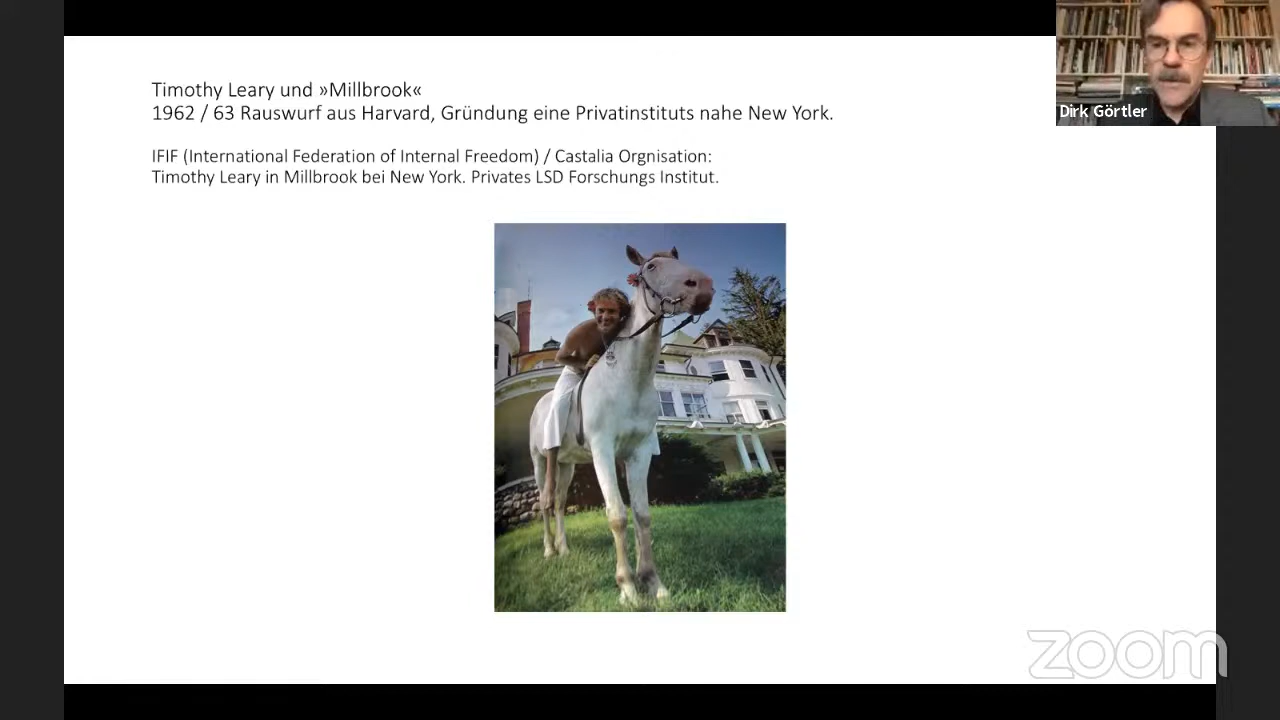 Timothy Leary und »Millbrook«
1962 / 63 Rauswurf aus Harvard, Gründung eine Privatinstituts nahe New York.
IFIF (International Federation of Internal Freedom) / Castalia Orgnisation:
Timothy Leary in Millbrook bei New York. Privates LSD Forschungs Institut.
Dirk Görtler
zoom